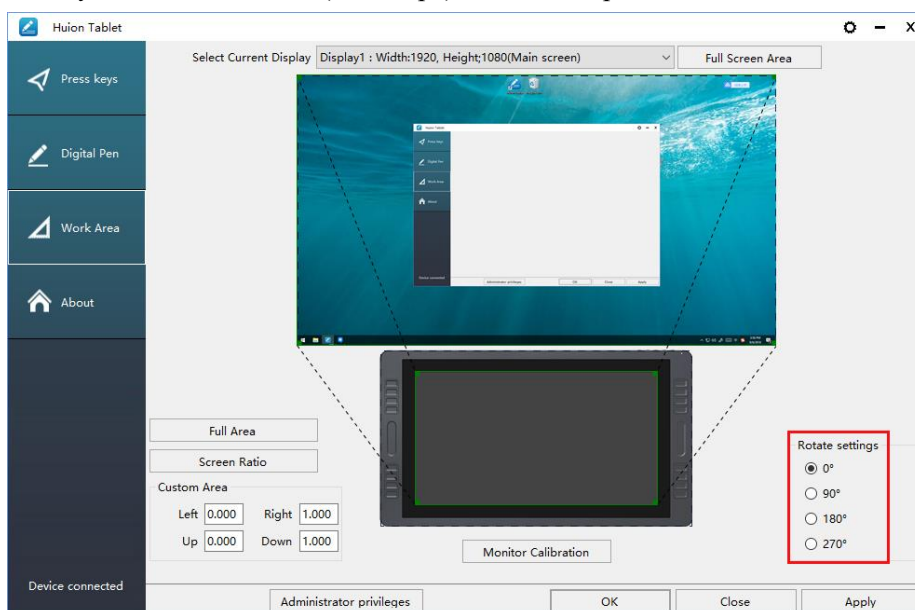 Huion Tablet
X
Select Current Display Display1 : Width:1920, Height;1080(Main screen)
Full Screen Area
Press keys
Digital Pen
Work Area
About
Full Area
Screen Ratio
Custom Area
Left 0.000 Right 1.000
Up 0.000 Down 1.000
Monitor Calibration
Rotate settings
0°
90°
180°
270°
Device connected
Administrator privileges
OK
Close
Apply